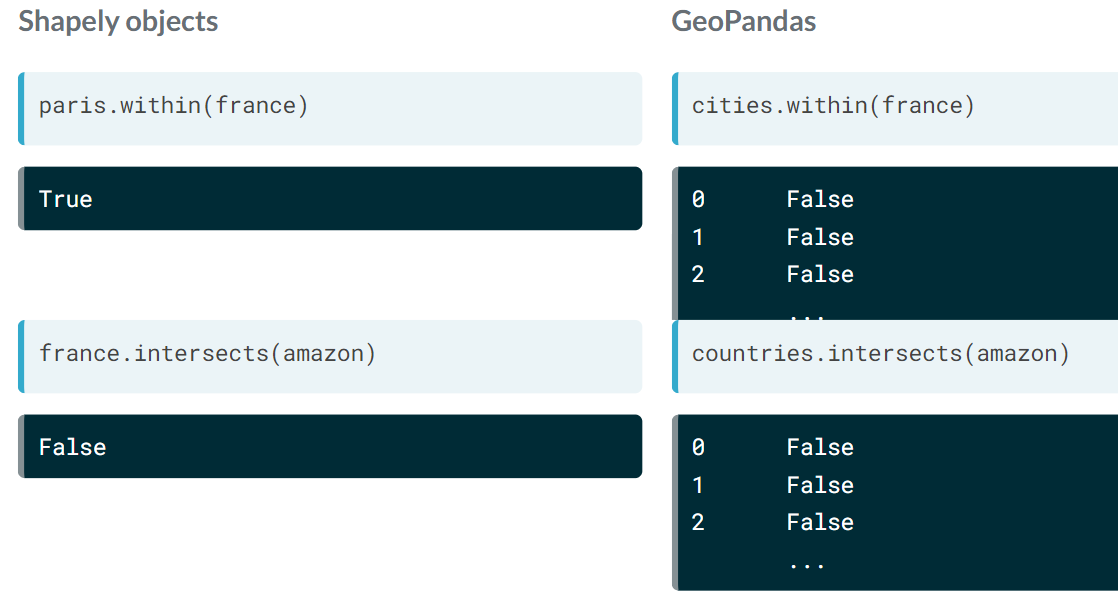 Shapely objects
GeoPandas
paris.within(france)
cities.within(france)
True
0 False
1 False
2 False
...
france.intersects(amazon)
countries.intersects(amazon)
False
0 False
1 False
2 False
...